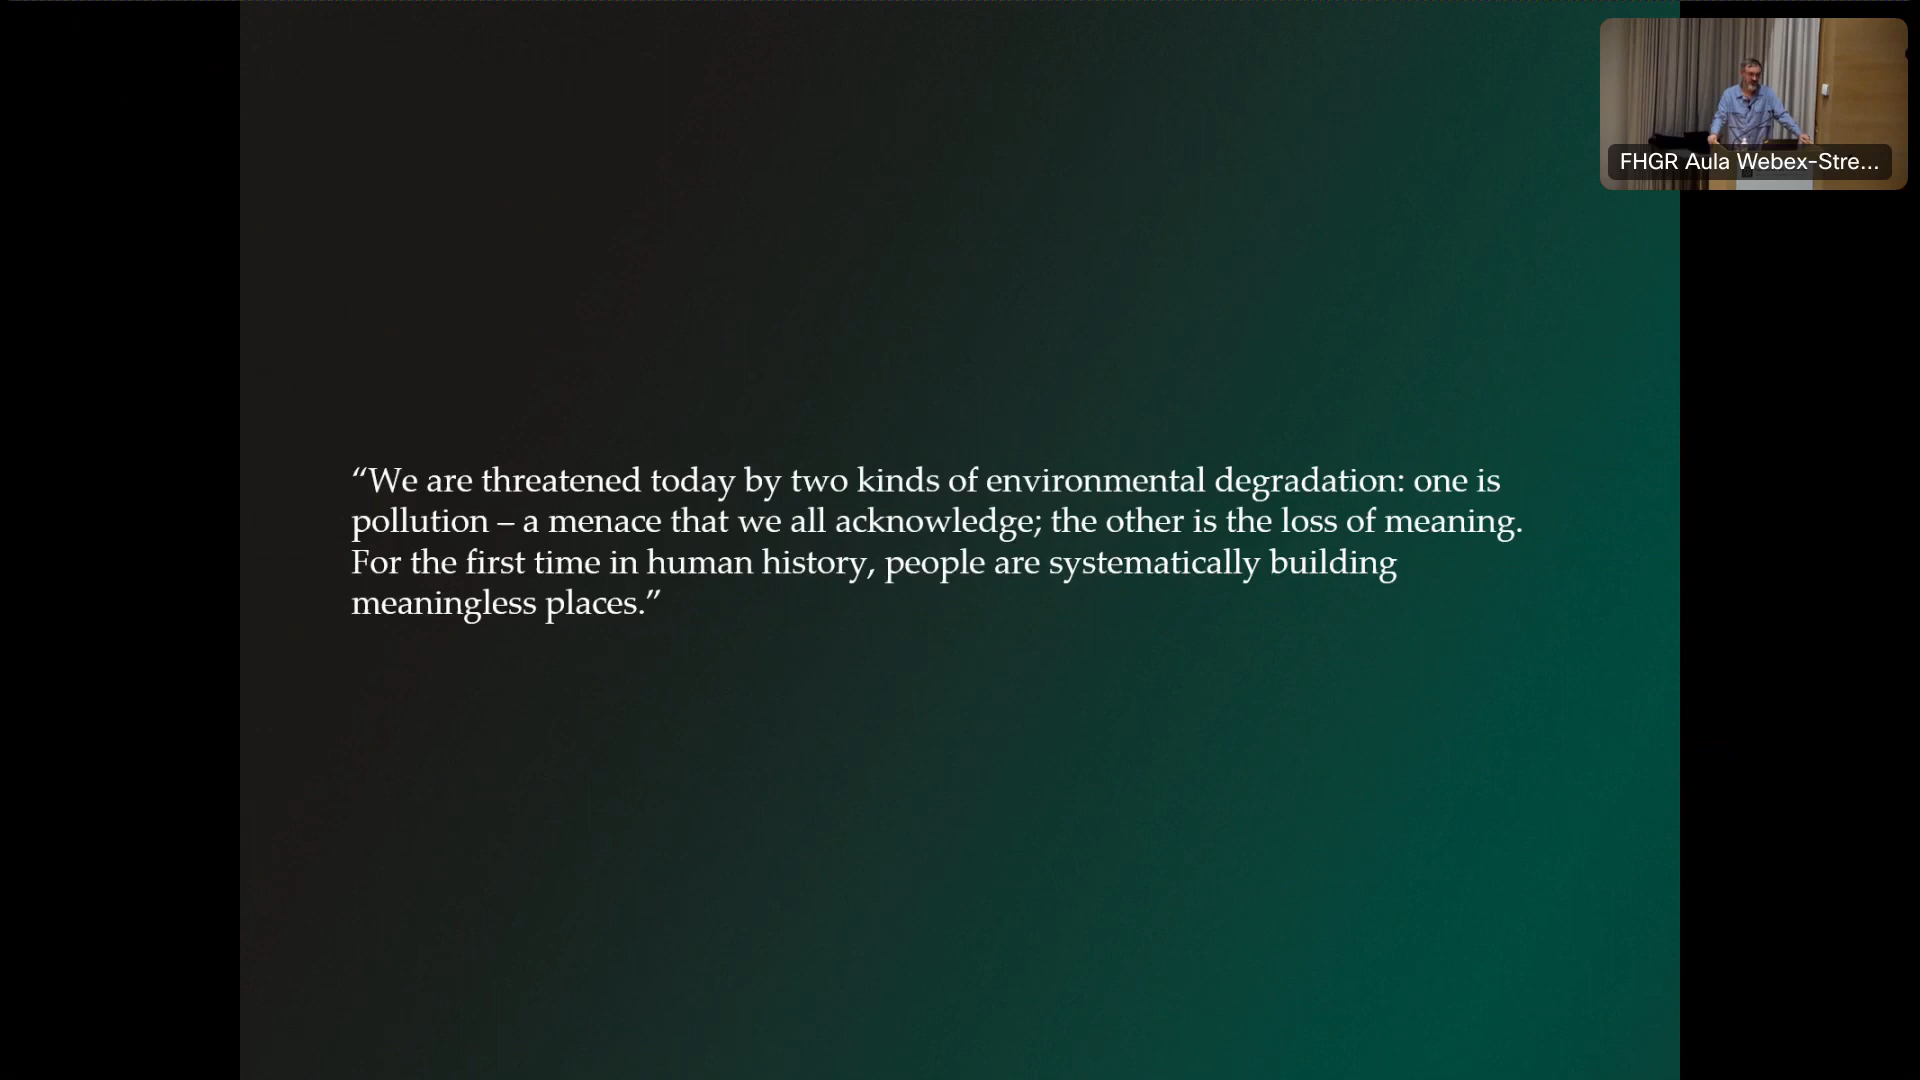 FHGR Aula Webex-Stre...
“We are threatened today by two kinds of environmental degradation: one is
pollution – a menace that we all acknowledge; the other is the loss of meaning.
For the first time in human history, people are systematically building
meaningless places.”